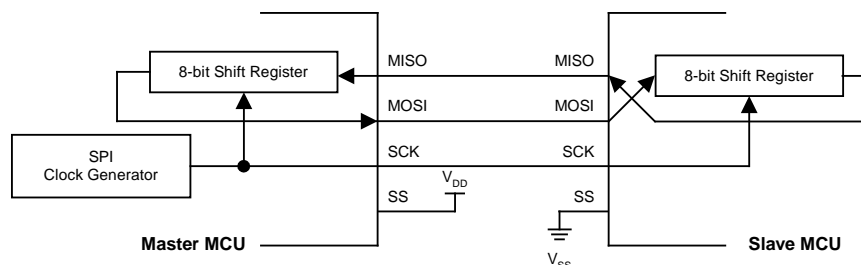 MISO MISO
8-bit Shift Register 8-bit Shift Register
MOSI MOSI
SPI
Clock Generator
SCK SCK
VDD
SS SS
Master MCU Slave MCU
VSS